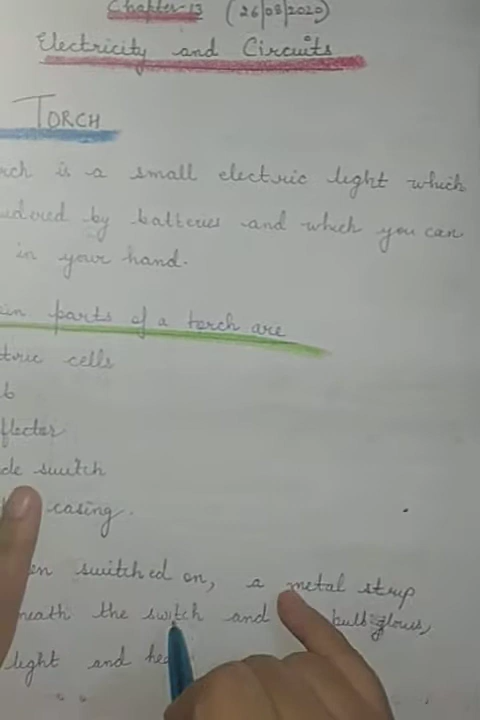 Chapter-13 (26/08/2020)
Electricity and Circuits
TORCH
rch is a small electric light which
by batteries and which you can
in your hand.
in parts of a torch are
tric cells
b
flector
de switch
casing.
en switched on, a metal strip
neath the switch and bulb glows,
light and hea